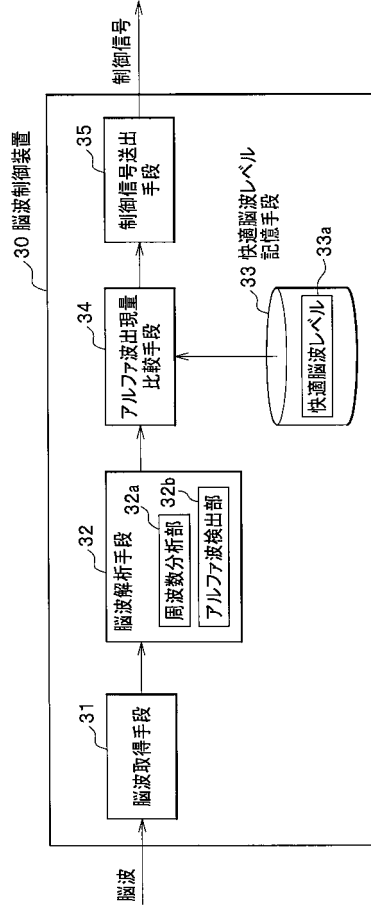 30 脳波制御装置
脳波
31
脳波取得手段
32
脳波解析手段
32a
周波数分析部
32b
アルファ波検出部
34
アルファ波出現量
比較手段
35
制御信号送出
手段
制御信号
33 快適脳波レベル
記憶手段
33a
快適脳波レベル